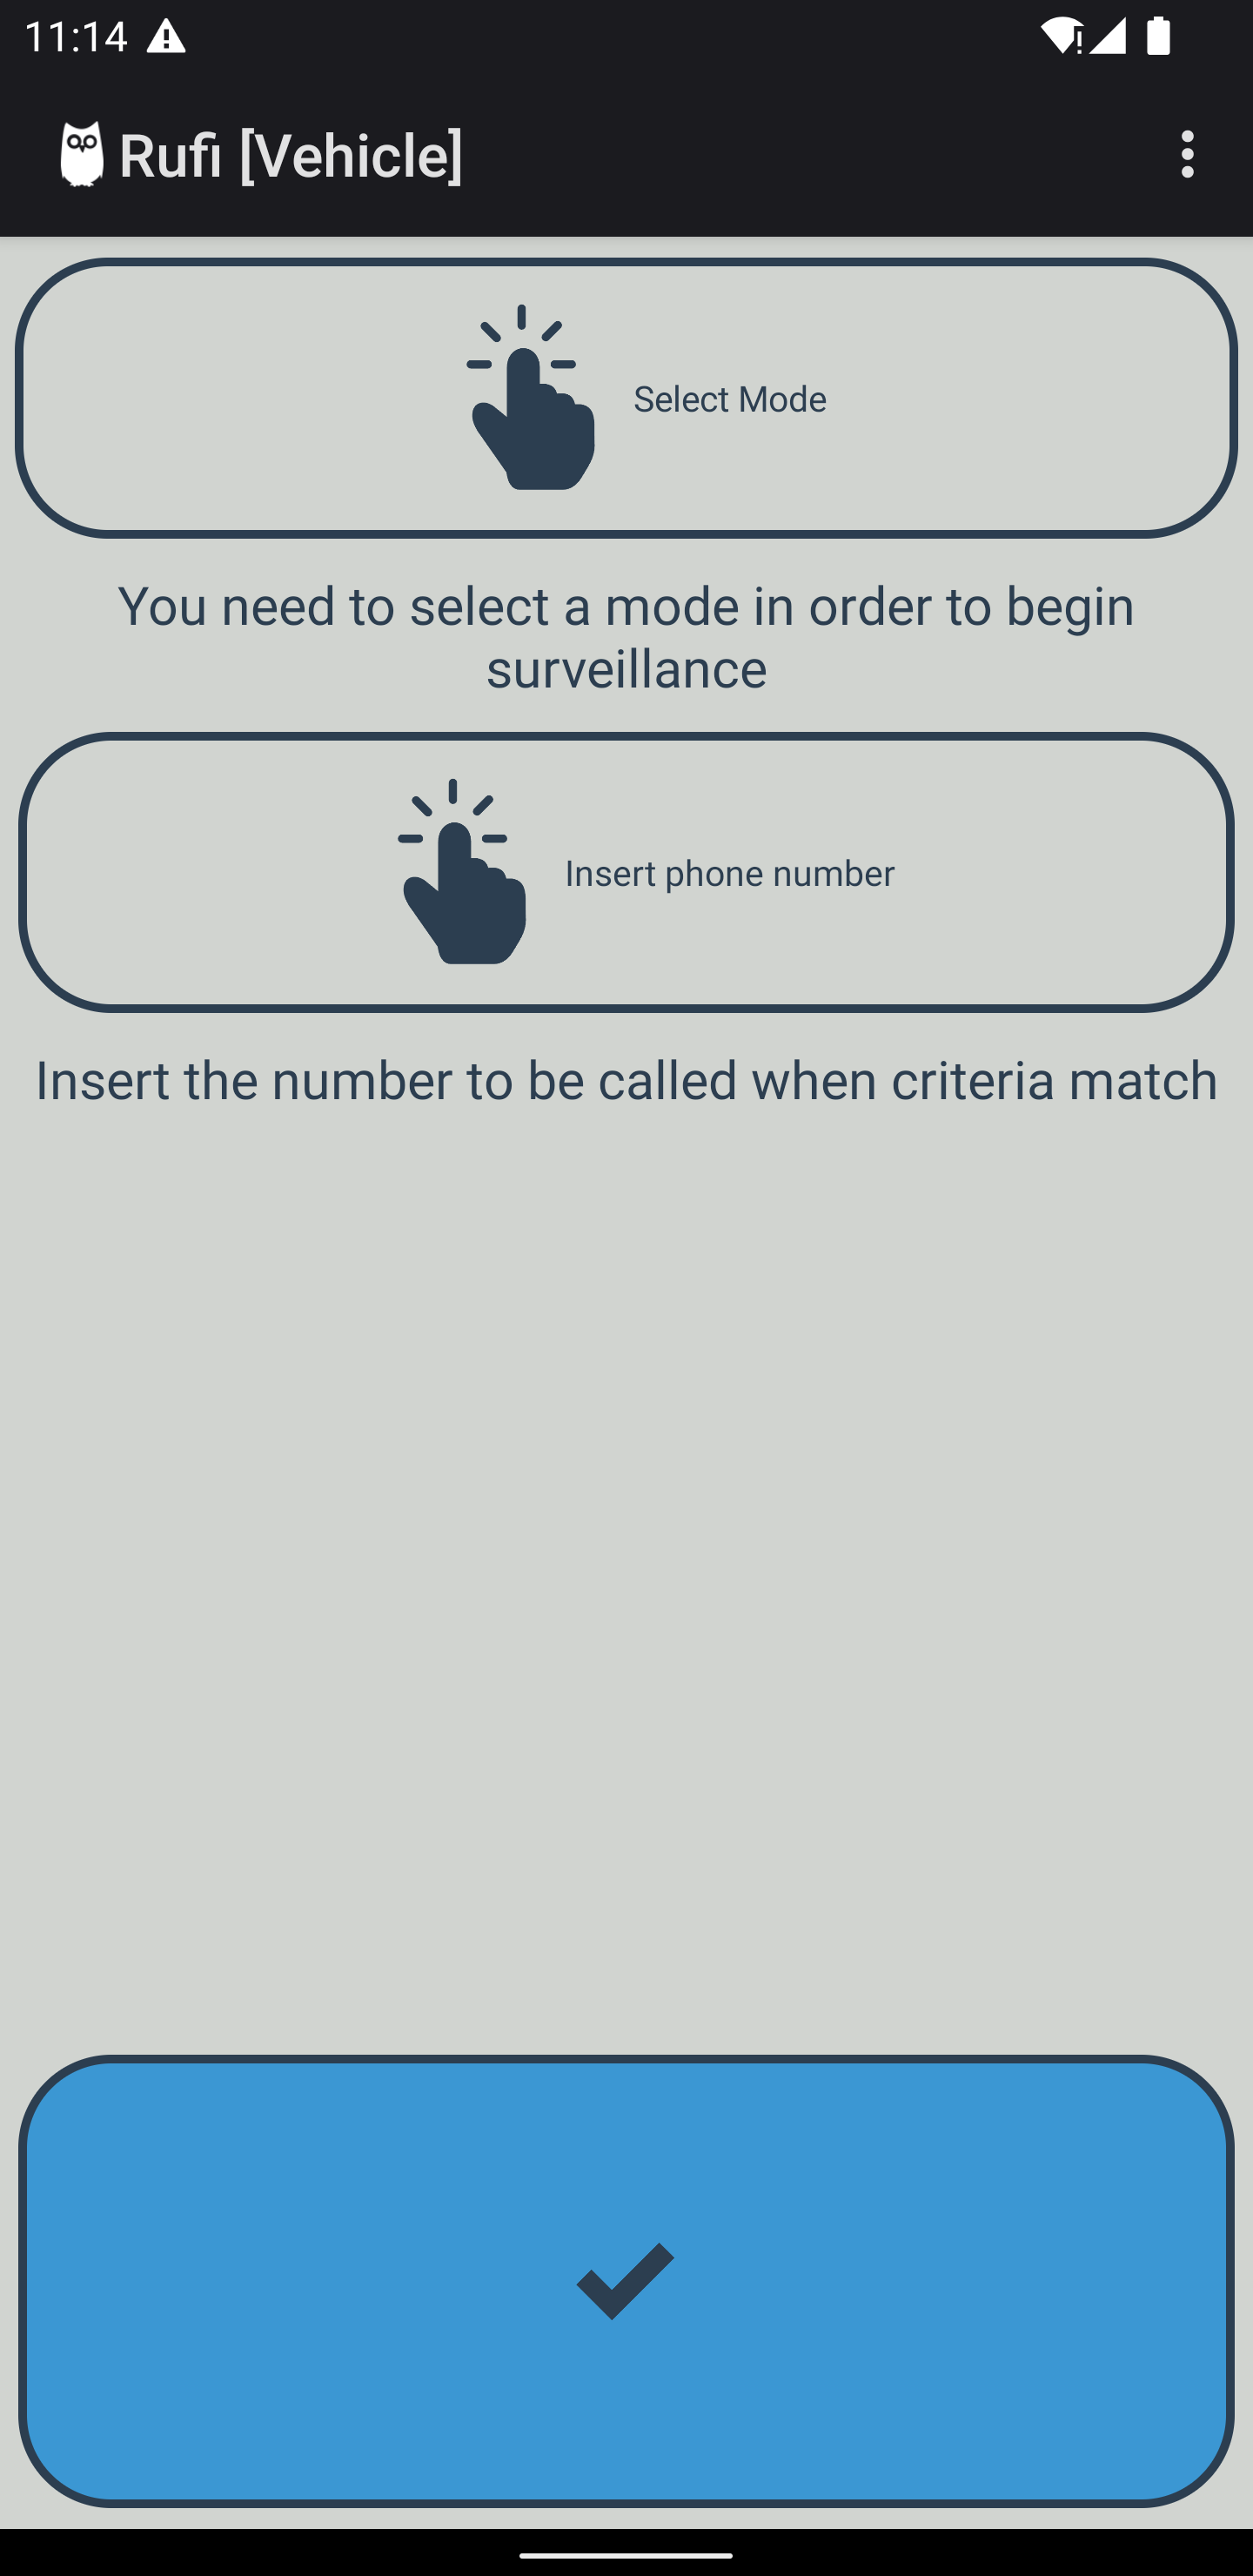 11:14
Rufi [Vehicle]
Select Mode
You need to select a mode in order to begin
surveillance
Insert phone number
Insert the number to be called when criteria match